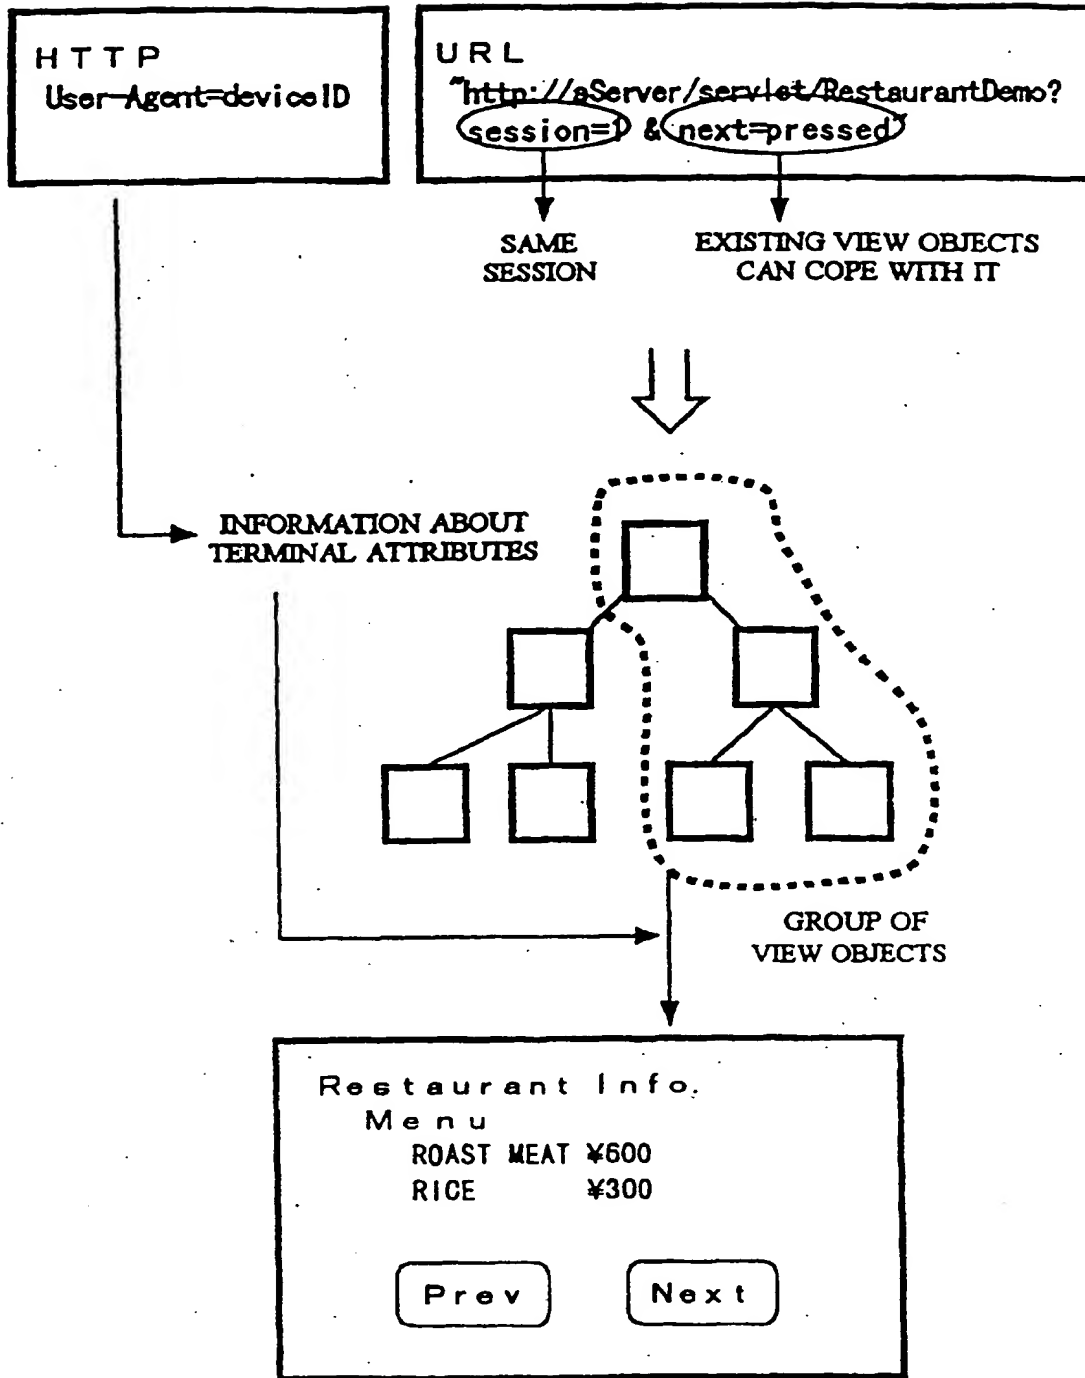 HTTP
User-Agent=deviceID
URL
"http://aServer/servlet/RestaurantDemo?
session=1 & next=pressed"
SAME
SESSION
EXISTING VIEW OBJECTS
CAN COPE WITH IT
INFORMATION ABOUT
TERMINAL ATTRIBUTES
GROUP OF
VIEW OBJECTS
Restaurant Info.
Menu
ROAST MEAT ¥600
RICE ¥300
Prev
Next